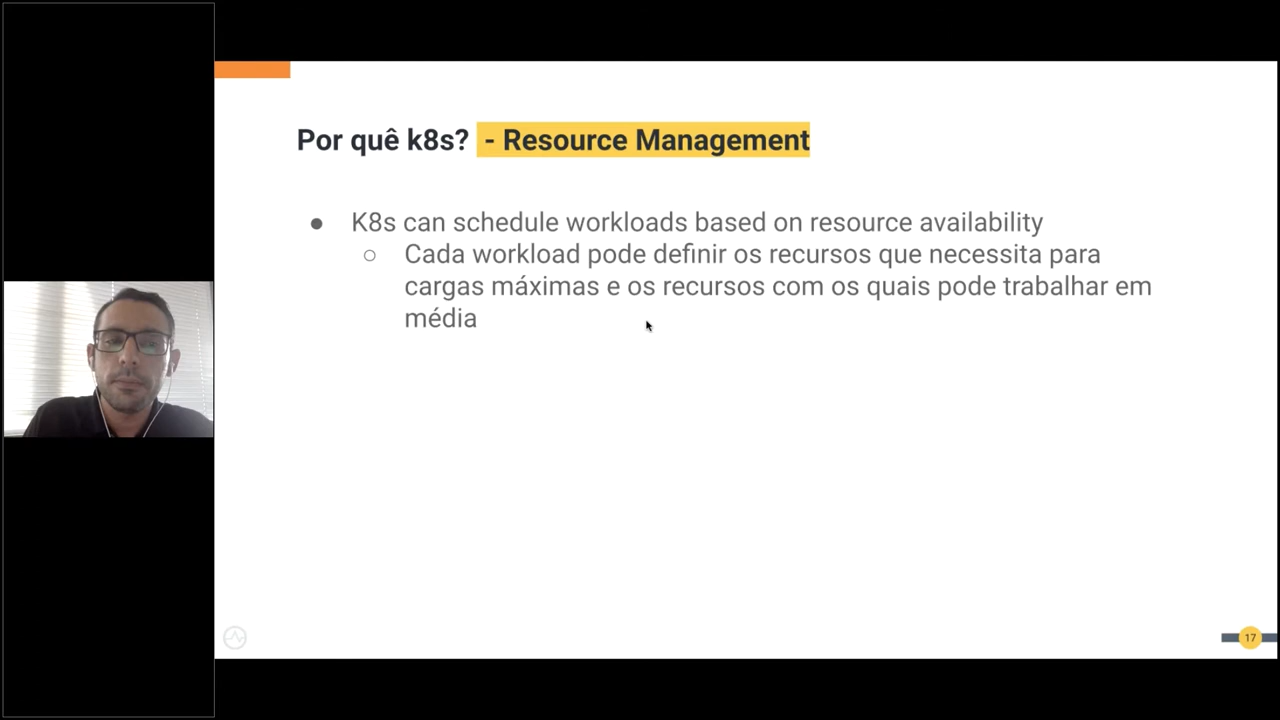 Por quê k8s? - Resource Management
● K8s can schedule workloads based on resource availability
○ Cada workload pode definir os recursos que necessita para
cargas máximas e os recursos com os quais pode trabalhar em
média
17